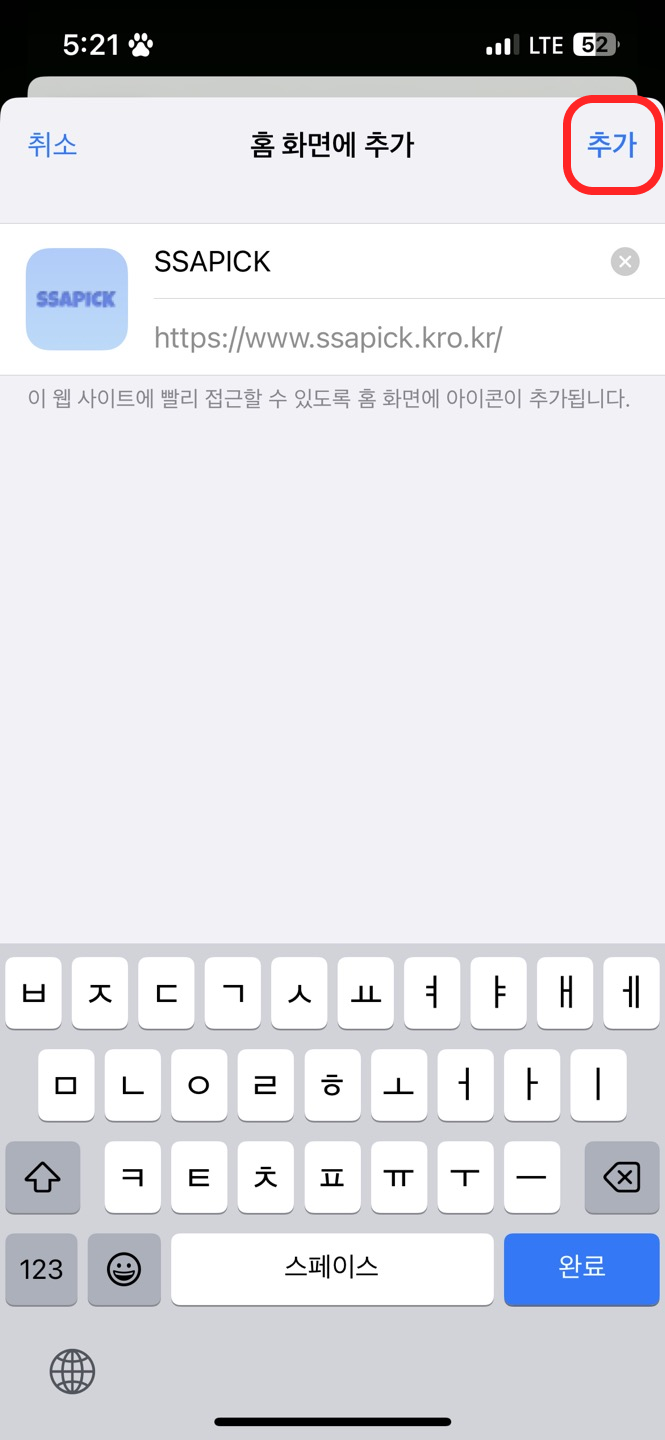 5:21 LTE 52
취소 홈 화면에 추가 추가
SSAPICK
SSAPICK
https://www.ssapick.kro.kr/
이 웹 사이트에 빨리 접근할 수 있도록 홈 화면에 아이콘이 추가됩니다.
ㅂ ㅈ ㄷ ㄱ ㅅ ㅛ ㅕ ㅑ ㅐ ㅔ
ㅁ ㄴ ㅇ ㄹ ㅎ ㅗ ㅓ ㅏ ㅣ
ㅋ ㅌ ㅊ ㅍ ㅠ ㅜ ㅡ
123 스페이스 완료